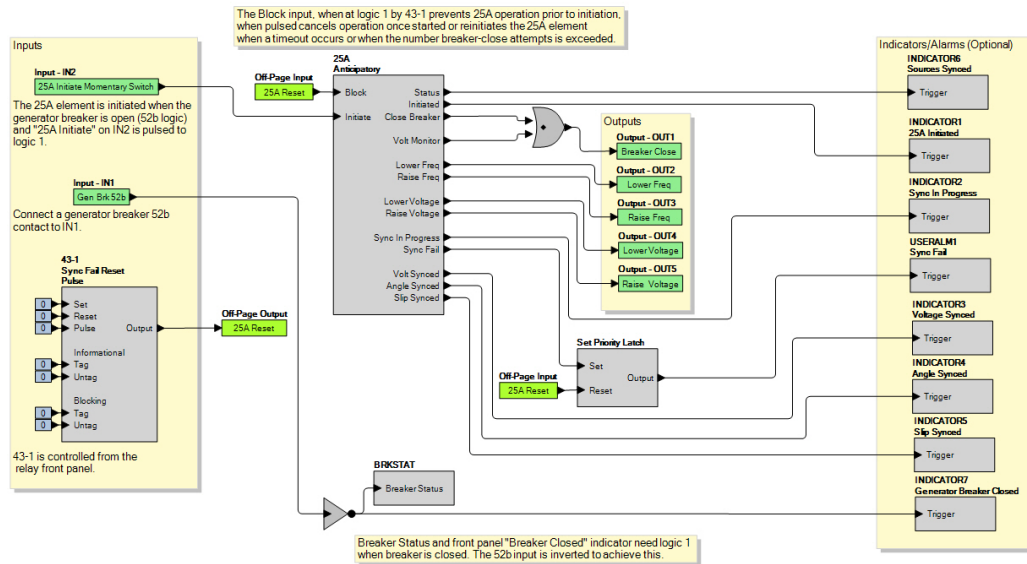 The Block input, when at logic 1 by 43-1 prevents 25A operation prior to initiation,
when pulsed cancels operation once started or reinitiates the 25A element
when a timeout occurs or when the number breaker-close attempts is exceeded.
Inputs
Input - IN2
25A Initiate Momentary Switch
The 25A element is initiated when the
generator breaker is open (52b logic)
and "25A Initiate" on IN2 is pulsed to
logic 1.
Input - IN1
Gen Brk 52b
Connect a generator breaker 52b
contact to IN1.
43-1
Sync Fail Reset
Pulse
0 Set
0 Reset
0 Pulse
Output
Informational
0 Tag
0 Untag
Blocking
0 Tag
0 Untag
43-1 is controlled from the
relay front panel.
Off-Page Output
25A Reset
Off-Page Input
25A Reset
25A
Anticipatory
Block
Initiate
Status
Initiated
Close Breaker
Volt Monitor
Lower Freq
Raise Freq
Lower Voltage
Raise Voltage
Sync In Progress
Sync Fail
Volt Synced
Angle Synced
Slip Synced
Outputs
Output - OUT1
Breaker Close
Output - OUT2
Lower Freq
Output - OUT3
Raise Freq
Output - OUT4
Lower Voltage
Output - OUT5
Raise Voltage
Set Priority Latch
Set
Reset
Output
Off-Page Input
25A Reset
BRKSTAT
Breaker Status
Breaker Status and front panel "Breaker Closed" indicator need logic 1
when breaker is closed. The 52b input is inverted to achieve this.
Indicators/Alarms (Optional)
INDICATOR6
Sources Synced
Trigger
INDICATOR1
25A Initiated
Trigger
INDICATOR2
Sync In Progress
Trigger
USERALM1
Sync Fail
Trigger
INDICATOR3
Voltage Synced
Trigger
INDICATOR4
Angle Synced
Trigger
INDICATOR5
Slip Synced
Trigger
INDICATOR7
Generator Breaker Closed
Trigger